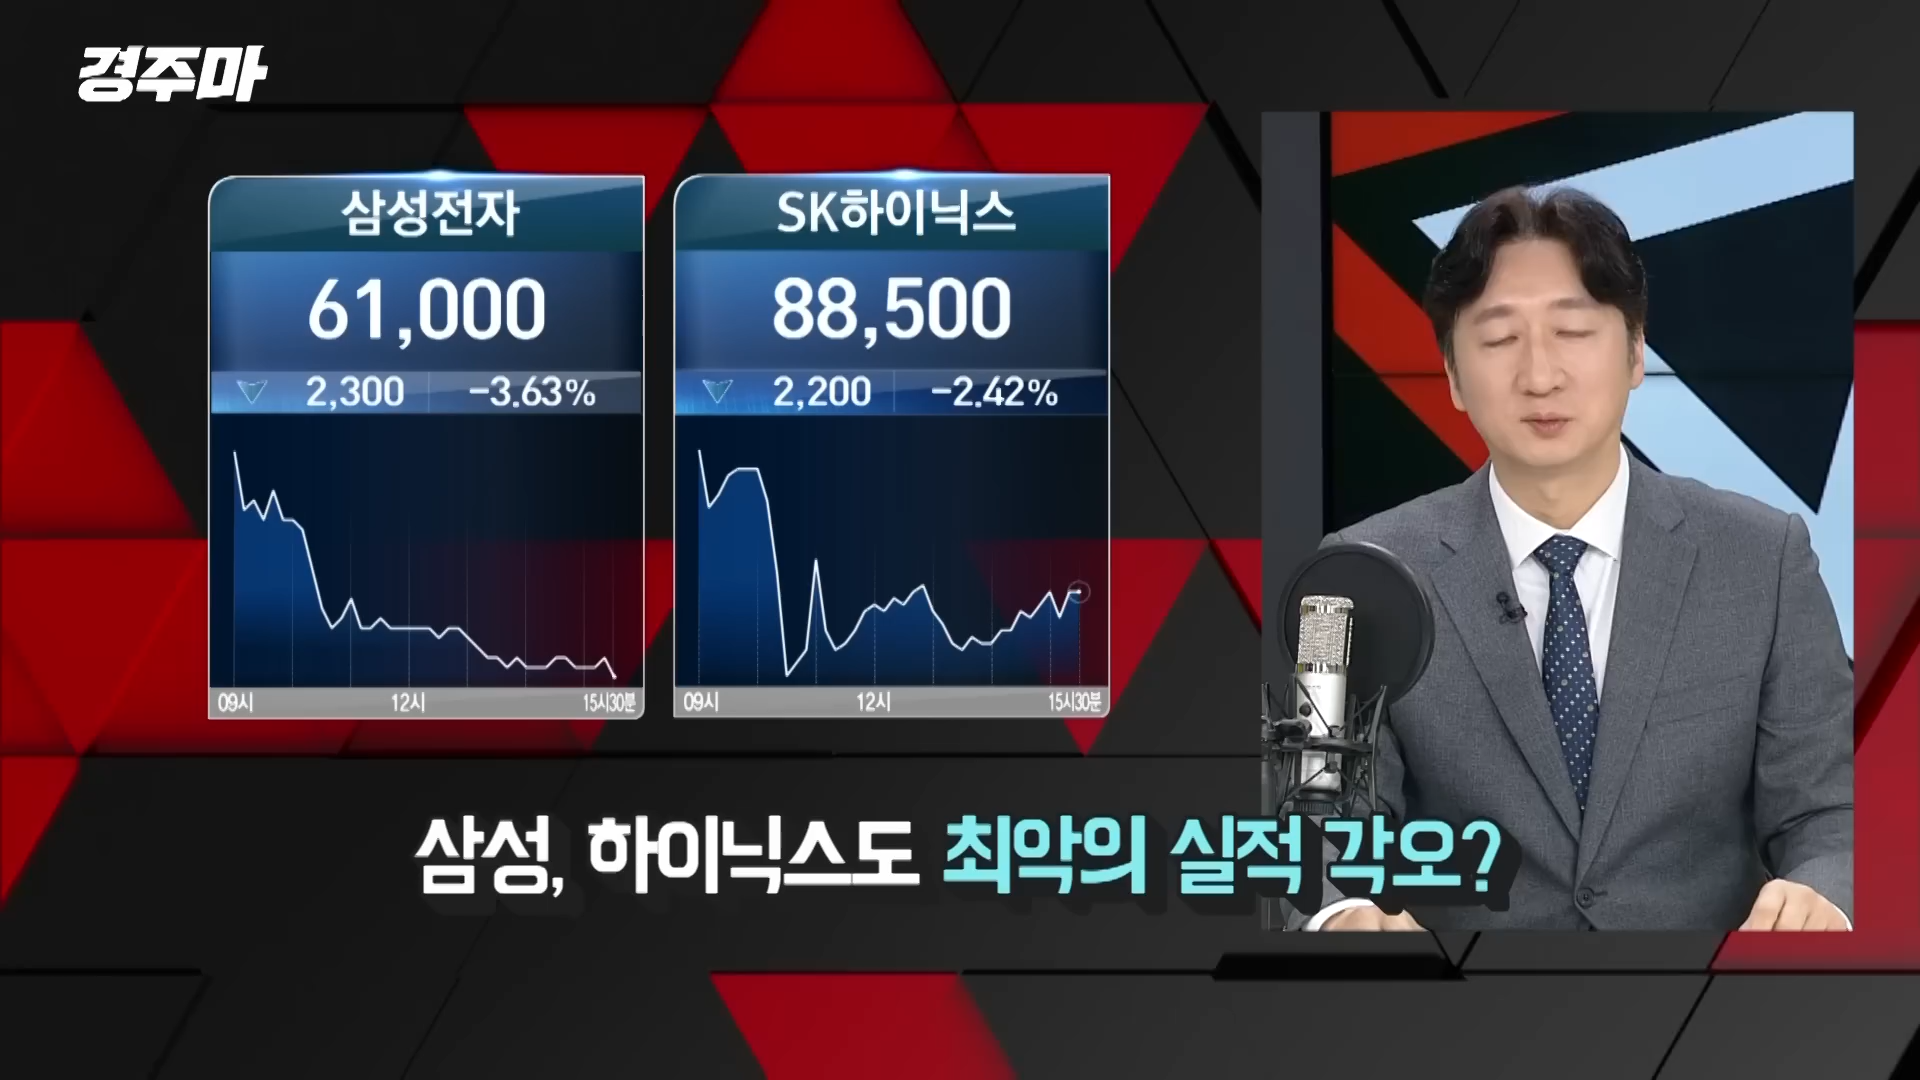 경주마
삼성전자
61,000
2,300 -3.63%
09시 12시 15시30분
SK하이닉스
88,500
2,200 -2.42%
09시 12시 15시30분
삼성, 하이닉스도 최악의 실적 각오?